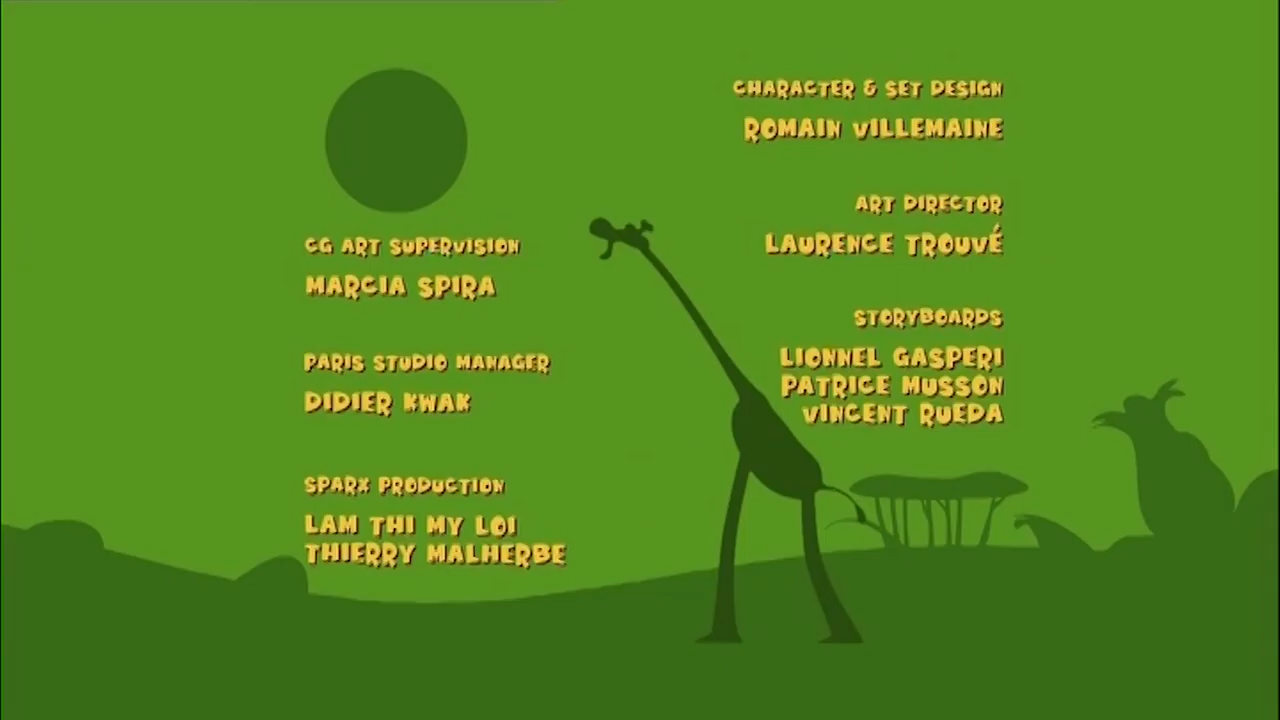 CG ART SUPERVISION
MARCIA SPIRA
PARIS STUDIO MANAGER
DIDIER KWAK
SPARX PRODUCTION
LAM THI MY LOI
THIERRY MALHERBE
CHARACTER & SET DESIGN
ROMAIN VILLEMAINE
ART DIRECTOR
LAURENCE TROUVÉ
STORYBOARDS
LIONNEL GASPERI
PATRICE MUSSON
VINCENT RUEDA